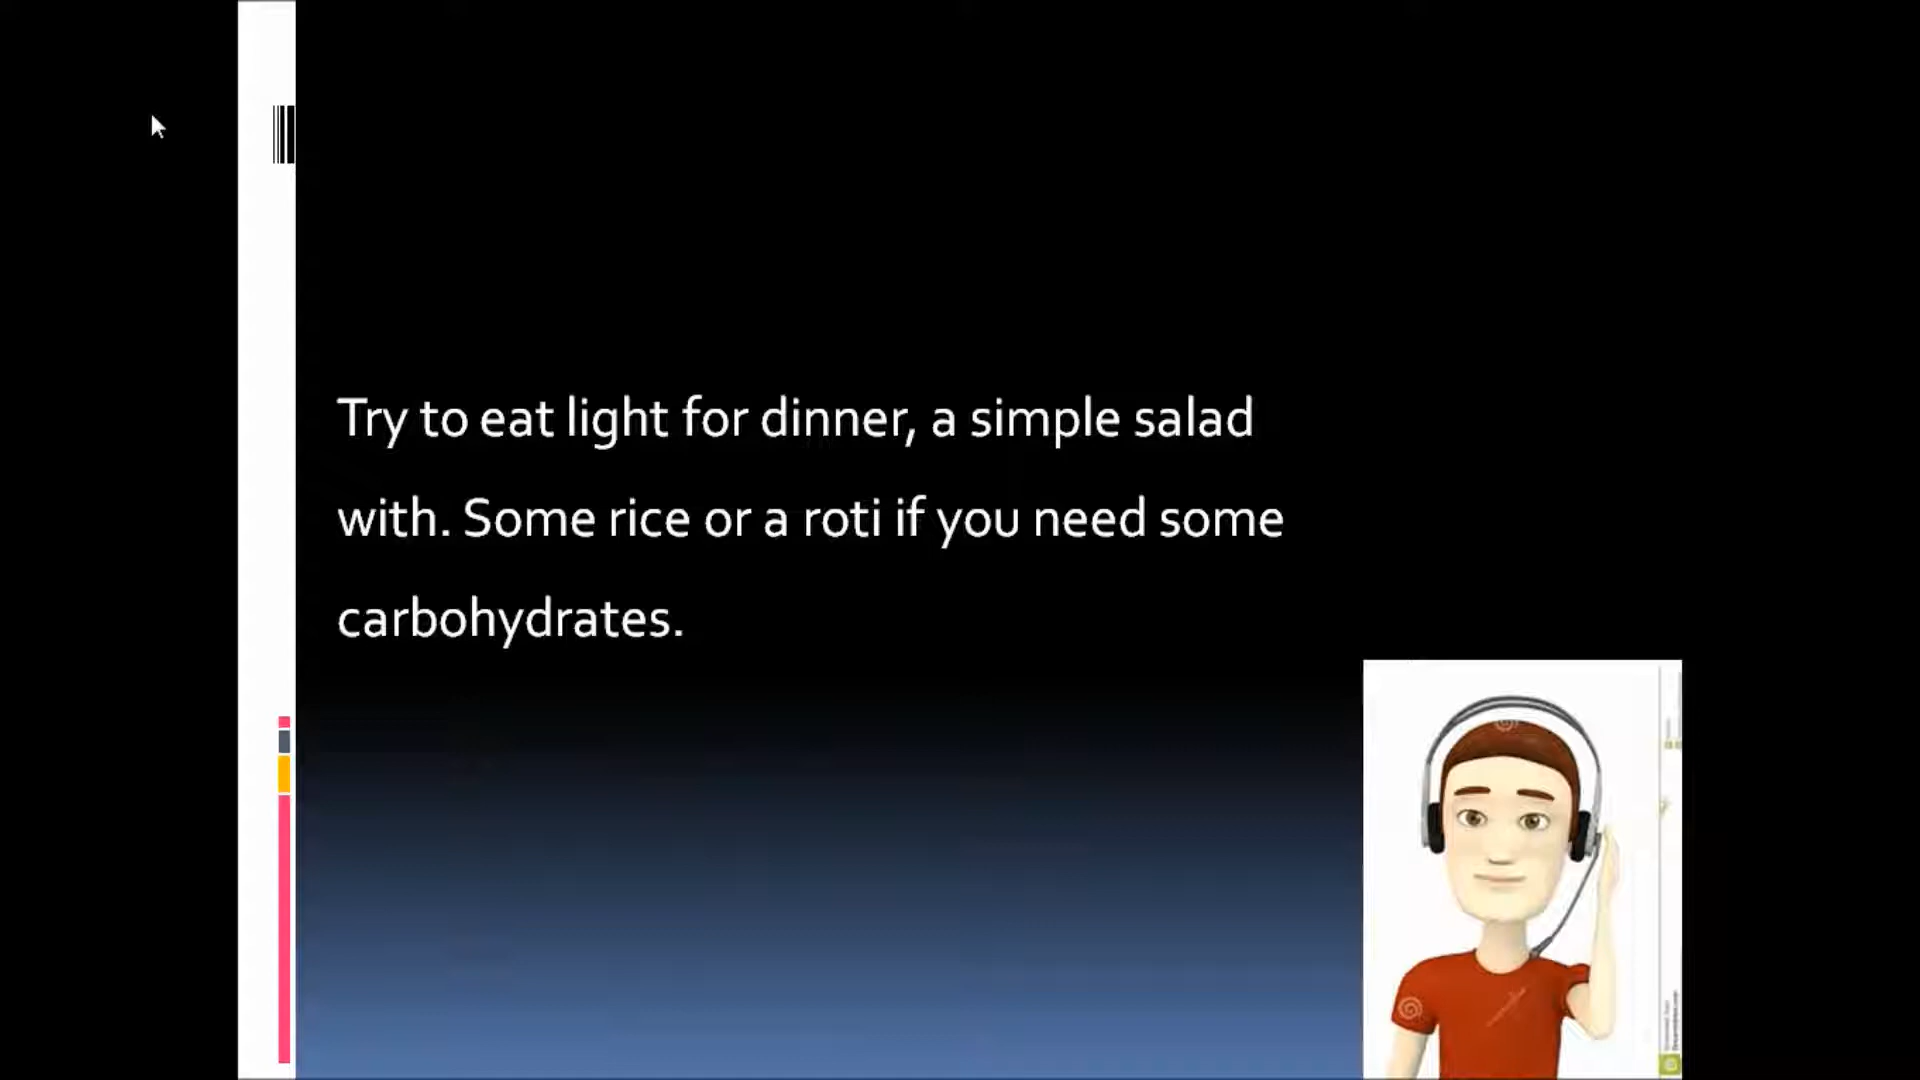 Try to eat light for dinner, a simple salad
with. Some rice or a roti if you need some
carbohydrates.